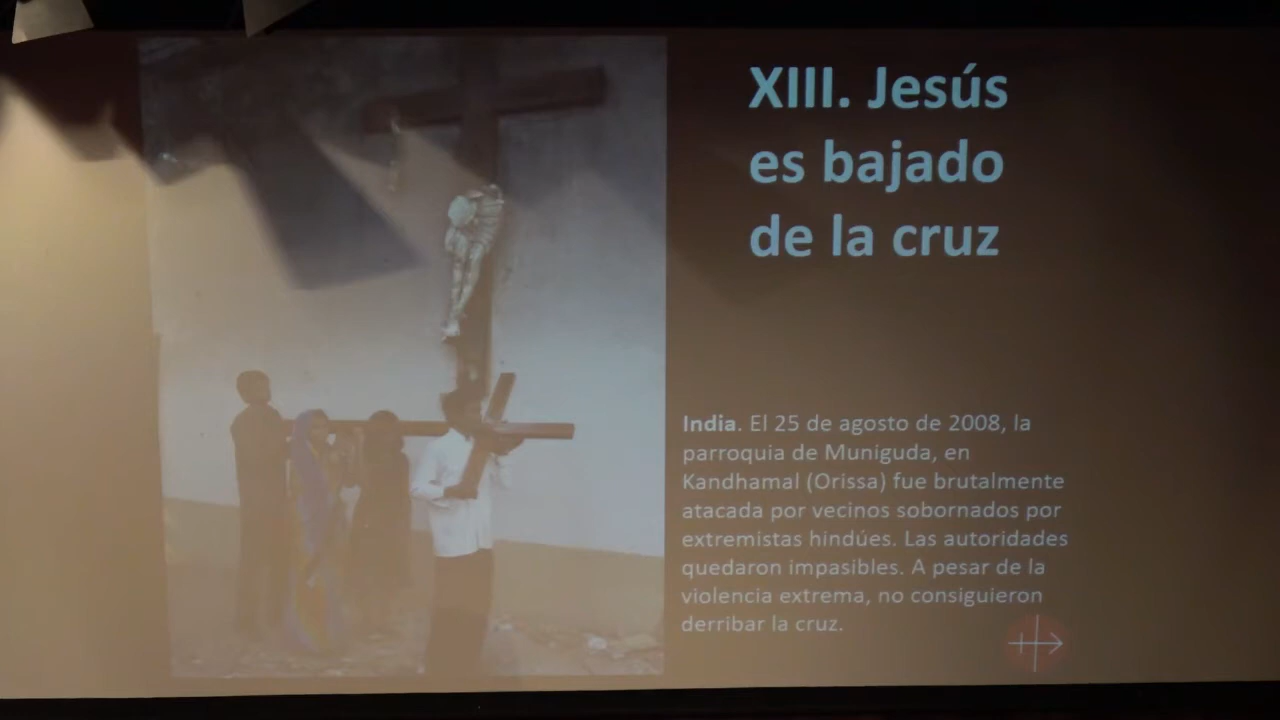 XIII. Jesús
es bajado
de la cruz
India. El 25 de agosto de 2008, la
parroquia de Muniguda, en
Kandhamal (Orissa) fue brutalmente
atacada por vecinos sobornados por
extremistas hindúes. Las autoridades
quedaron impasibles. A pesar de la
violencia extrema, no consiguieron
derribar la cruz.